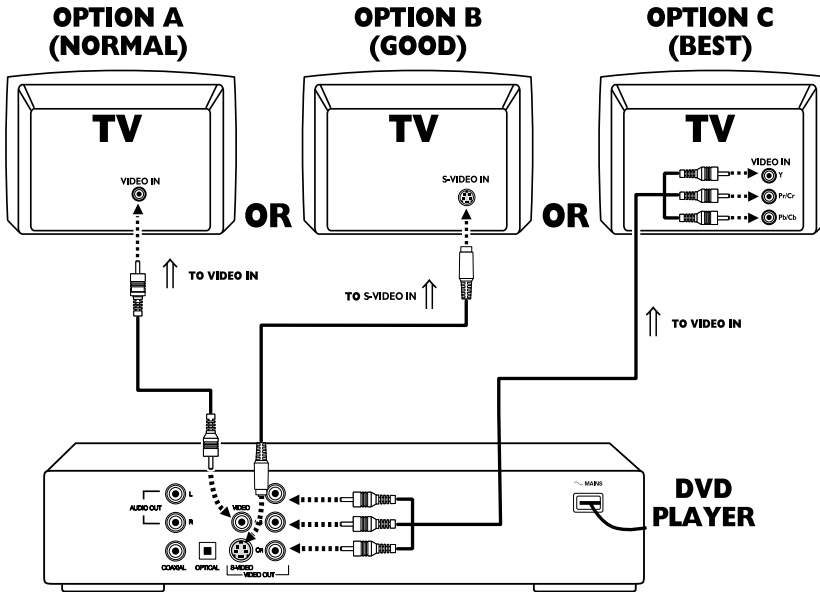 OPTION A
(NORMAL)
OPTION B
(GOOD)
OPTION C
(BEST)
TV
VIDEO IN
OR
TV
S-VIDEO IN
OR
TV
VIDEO IN
Y
Pr/Cr
Pb/Cb
TO VIDEO IN
TO S-VIDEO IN
TO VIDEO IN
AUDIO OUT
L
R
COAXIAL
OPTICAL
VIDEO
S-VIDEO
VIDEO OUT
CR
~ MAINS
DVD
PLAYER